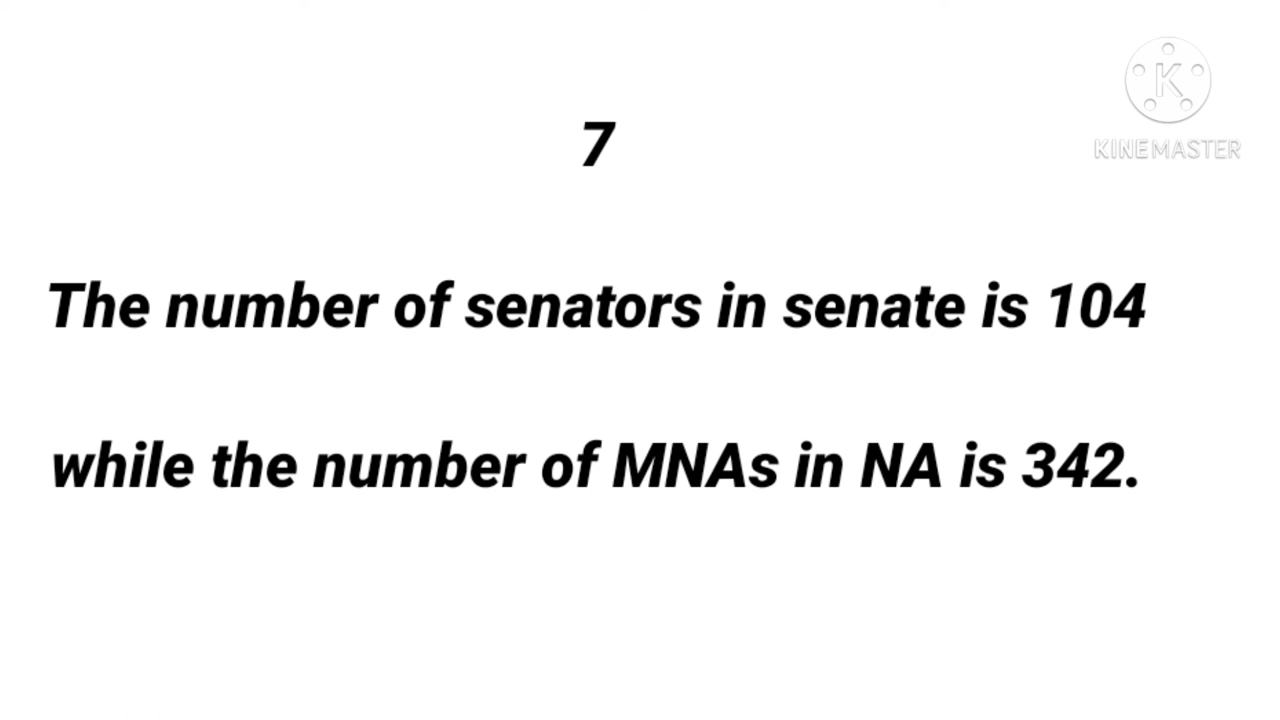 7
K
KINEMASTER
The number of senators in senate is 104
while the number of MNAs in NA is 342.